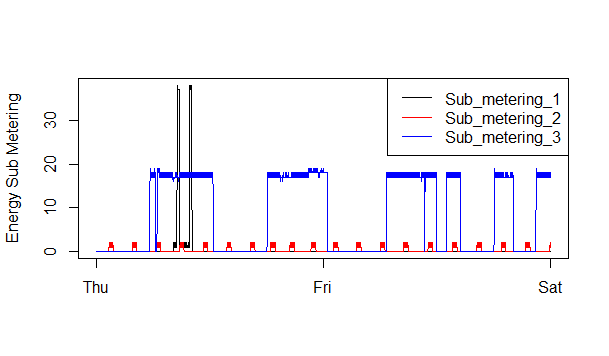 Energy Sub Metering
30
20
10
0
Sub_metering_1
Sub_metering_2
Sub_metering_3
Thu
Fri
Sat